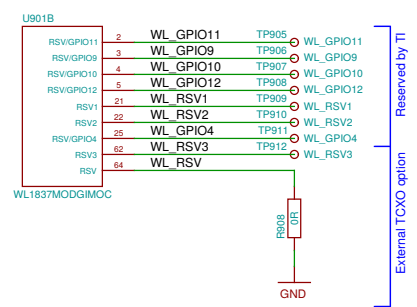 U901B
RSV/GPIO11 2 WL_GPIO11 TP905 WL_GPIO11
RSV/GPIO9 3 WL_GPIO9 TP906 WL_GPIO9
RSV/GPIO10 4 WL_GPIO10 TP907 WL_GPIO10
RSV/GPIO12 5 WL_GPIO12 TP908 WL_GPIO12
RSV1 21 WL_RSV1 TP909 WL_RSV1
RSV2 22 WL_RSV2 TP910 WL_RSV2
RSV/GPIO4 25 WL_GPIO4 TP911 WL_GPIO4
RSV3 62 WL_RSV3 TP912 WL_RSV3
RSV 64 WL_RSV
WL1837MODGIMOC
R908
0R
GND
Reserved by TI
External TCXO option